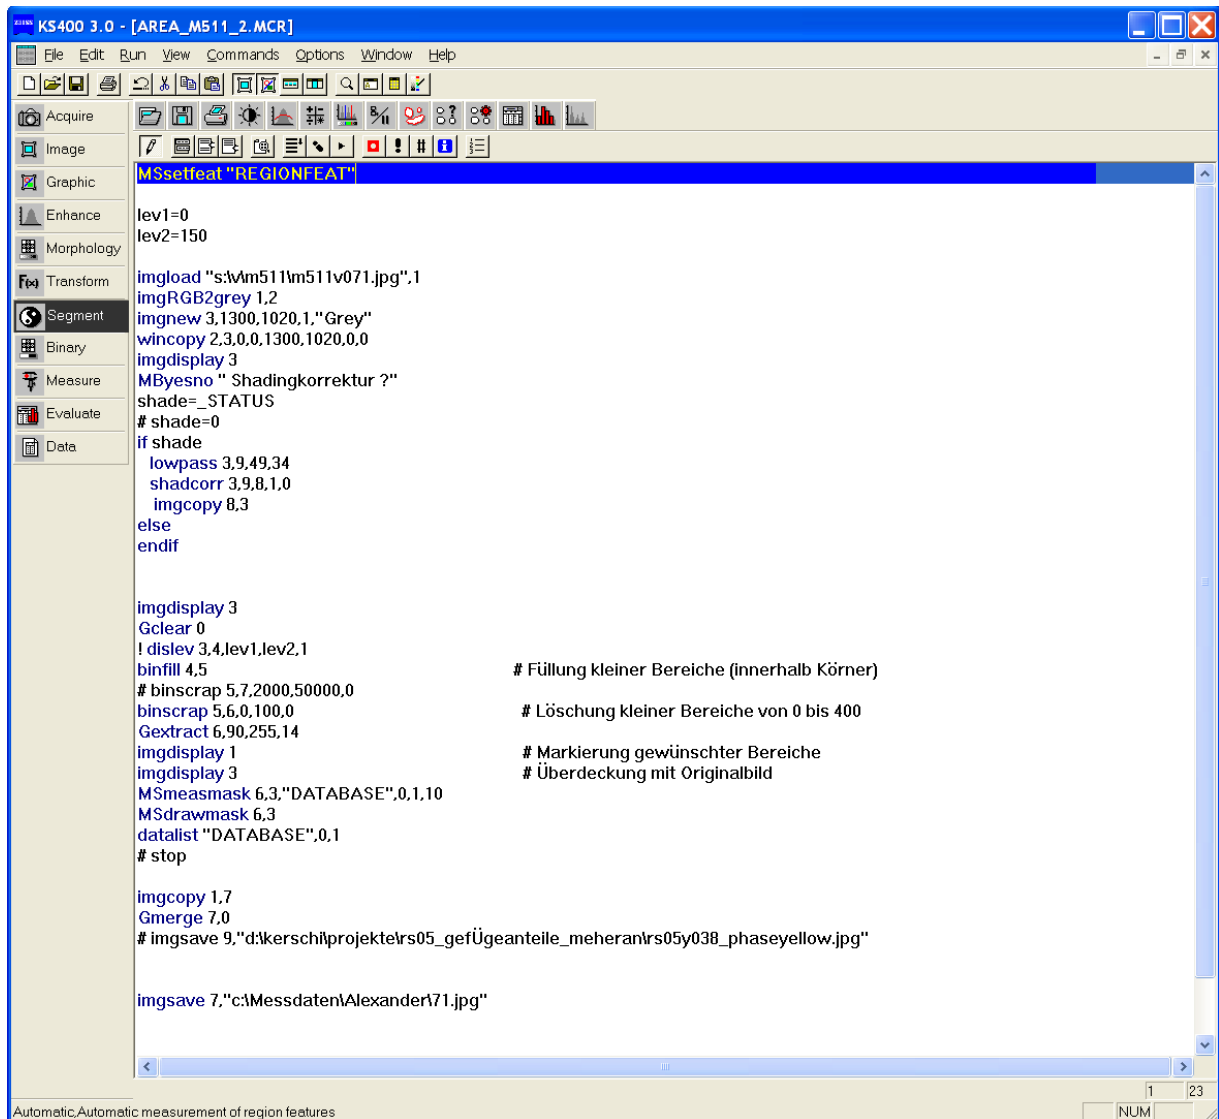 KS400 3.0 - [AREA_M511_2.MCR]
File Edit Run View Commands Options Window Help
Acquire
Image
Graphic
Enhance
Morphology
Transform
Segment
Binary
Measure
Evaluate
Data
MSsetfeat "REGIONFEAT"
lev1=0
lev2=150
imgload "s:\v\m511\m511v071.jpg",1
imgRGB2grey 1,2
imgnew 3,1300,1020,1,"Grey"
wincopy 2,3,0,0,1300,1020,0,0
imgdisplay 3
MByesno " Shadingkorrektur ?"
shade=_STATUS
# shade=0
if shade
lowpass 3,9,49,34
shadcorr 3,9,8,1,0
imgcopy 8,3
else
endif
imgdisplay 3
Gclear 0
! dislev 3,4,lev1,lev2,1
binfill 4,5 # Füllung kleiner Bereiche (innerhalb Körner)
# binscrap 5,7,2000,50000,0
binscrap 5,6,0,100,0 # Löschung kleiner Bereiche von 0 bis 400
Gextract 6,90,255,14
imgdisplay 1 # Markierung gewünschter Bereiche
imgdisplay 3 # Überdeckung mit Originalbild
MSmeasmask 6,3,"DATABASE",0,1,10
MSdrawmask 6,3
datalist "DATABASE",0,1
# stop
imgcopy 1,7
Gmerge 7,0
# imgsave 9,"d:\kerschi\projekte\rs05_gefÜgeanteile_meheran\rs05y038_phaseyellow.jpg"
imgsave 7,"c:\Messdaten\Alexander\71.jpg"
1 23
Automatic,Automatic measurement of region features NUM